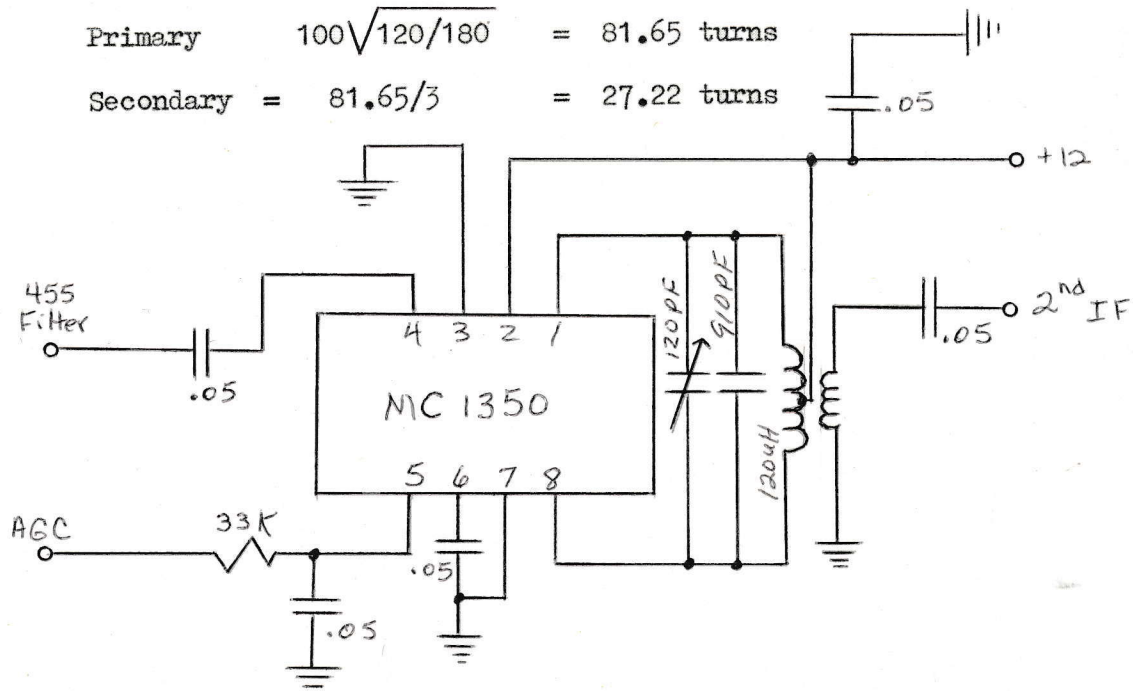 Primary 100√120/180 = 81.65 turns
Secondary = 81.65/3 = 27.22 turns
.05
+12
455
Filter
.05
4 3 2 1
MC 1350
5 6 7 8
120PF
910PF
120uH
2nd IF
.05
AGC
33K
.05
.05